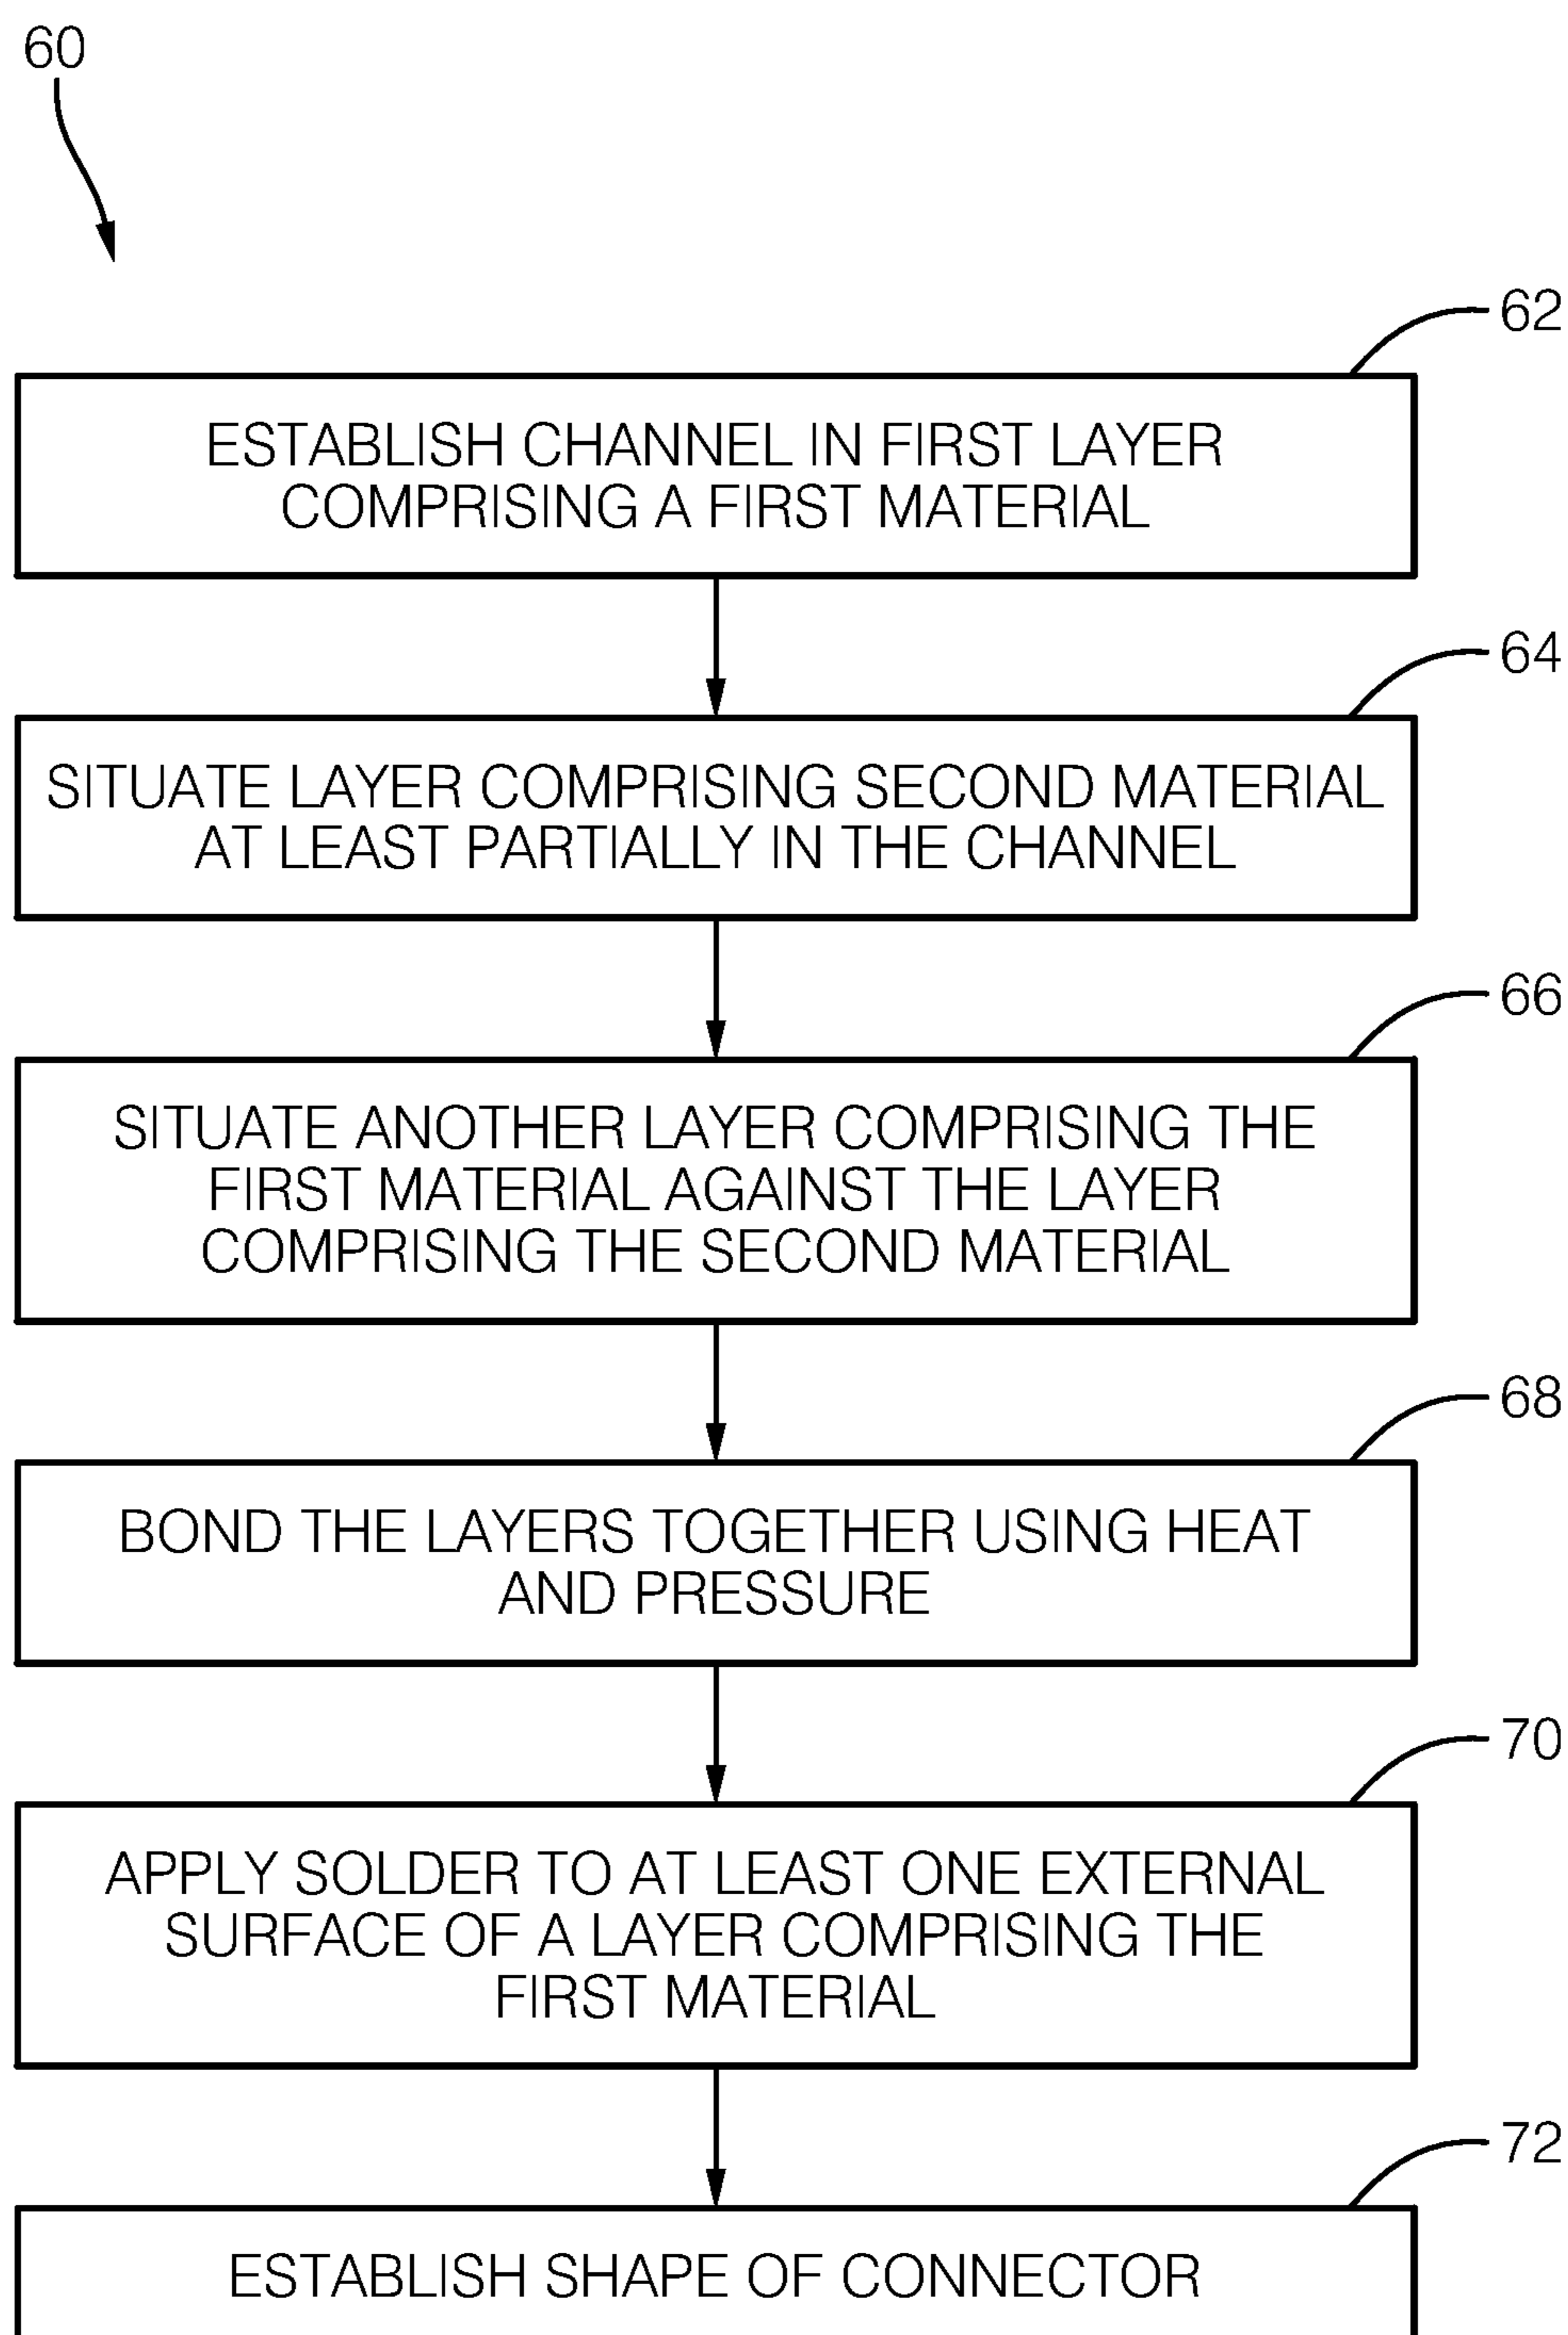 60
62
ESTABLISH CHANNEL IN FIRST LAYER
COMPRISING A FIRST MATERIAL
64
SITUATE LAYER COMPRISING SECOND MATERIAL
AT LEAST PARTIALLY IN THE CHANNEL
66
SITUATE ANOTHER LAYER COMPRISING THE
FIRST MATERIAL AGAINST THE LAYER
COMPRISING THE SECOND MATERIAL
68
BOND THE LAYERS TOGETHER USING HEAT
AND PRESSURE
70
APPLY SOLDER TO AT LEAST ONE EXTERNAL
SURFACE OF A LAYER COMPRISING THE
FIRST MATERIAL
72
ESTABLISH SHAPE OF CONNECTOR